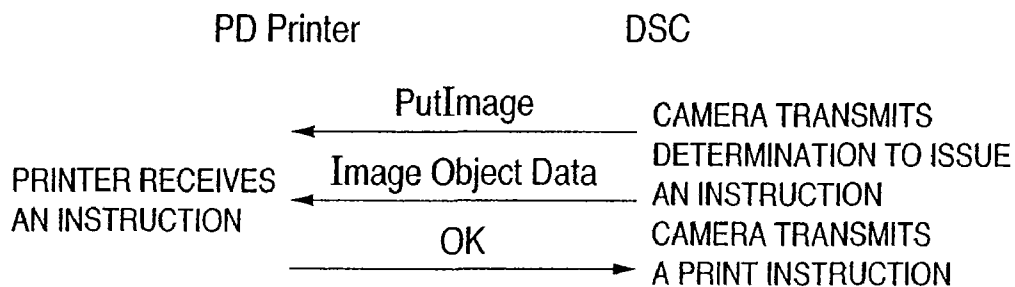 PD Printer
DSC
PutImage
CAMERA TRANSMITS
DETERMINATION TO ISSUE
AN INSTRUCTION
Image Object Data
PRINTER RECEIVES
AN INSTRUCTION
OK
CAMERA TRANSMITS
A PRINT INSTRUCTION